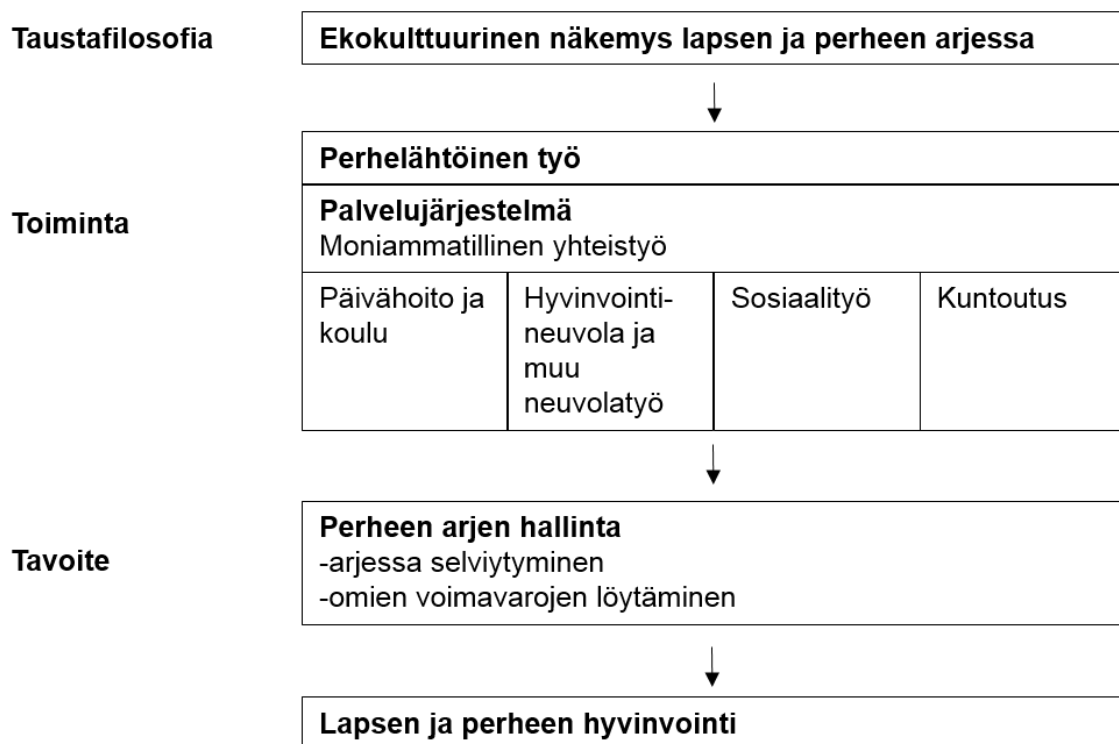 Taustafilosofia
Ekokulttuurinen näkemys lapsen ja perheen arjessa
Perhelähtöinen työ
Toiminta
Palvelujärjestelmä
Moniammatillinen yhteistyö
Päivähoito ja
koulu
Hyvinvointi-
neuvola ja
muu
neuvolatyö
Sosiaalityö
Kuntoutus
Tavoite
Perheen arjen hallinta
-arjessa selviytyminen
-omien voimavarojen löytäminen
Lapsen ja perheen hyvinvointi